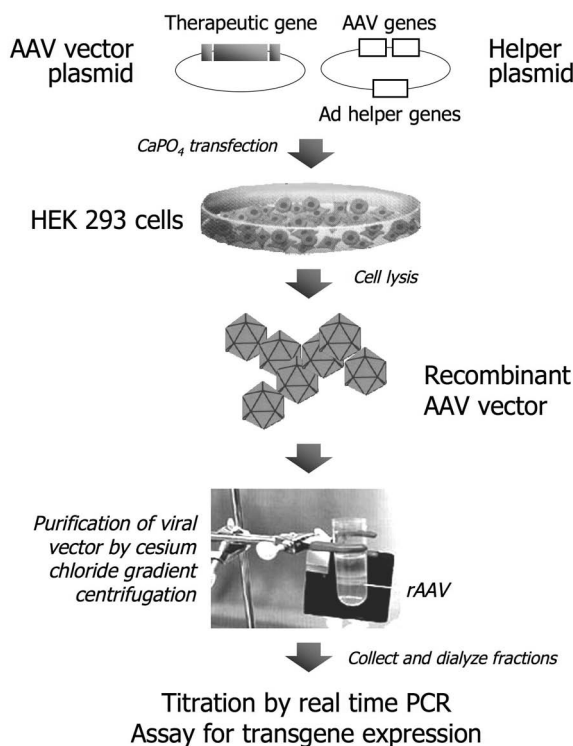 Therapeutic gene
AAV genes
AAV vector
plasmid
Helper
plasmid
Ad helper genes
CaPO₄ transfection
HEK 293 cells
Cell lysis
Recombinant
AAV vector
Purification of viral
vector by cesium
chloride gradient
centrifugation
rAAV
Collect and dialyze fractions
Titration by real time PCR
Assay for transgene expression